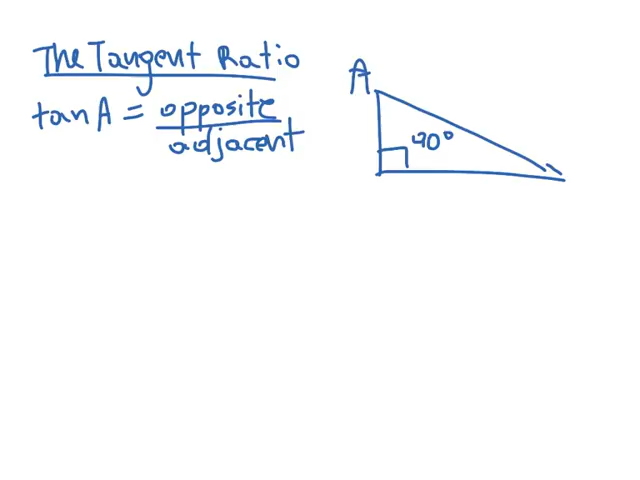 The Tangent Ratio
tan A = opposite
adjacent
A
90°